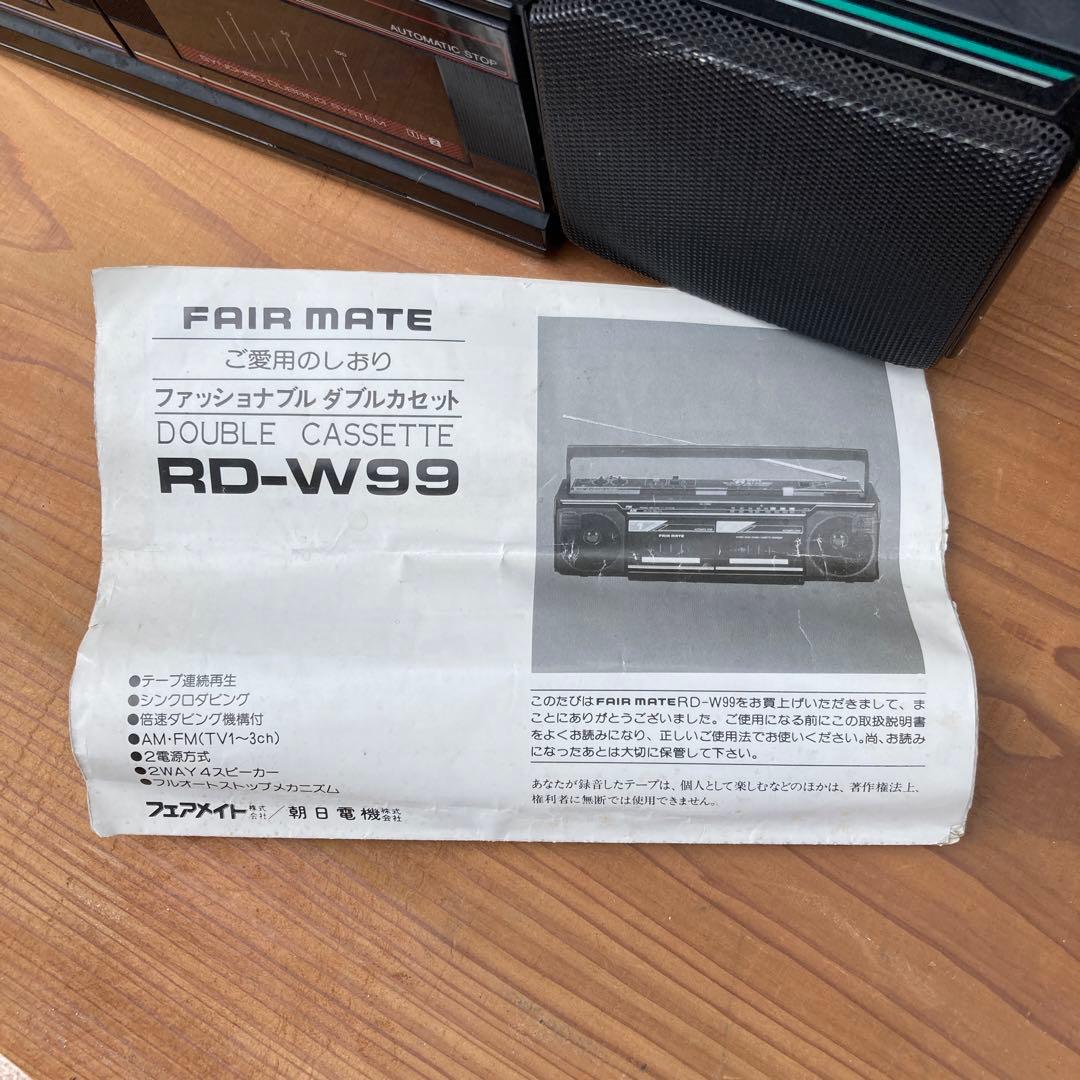 AUTOMATIC STOP
SYNCHRO DUBBING SYSTEM
FAIR MATE
ご愛用のしおり
ファッショナブル ダブルカセット
DOUBLE CASSETTE
RD-W99
FAIR MATE
●テープ連続再生
●シンクロダビング
●倍速ダビング機構付
●AM・FM(TV1〜3ch)
●2電源方式
●2WAY4スピーカー
●フルオートストップメカニズム
フェアメイト株式会社/朝日電機株式会社
このたびはFAIR MATE RD-W99をお買上げいただきまして、ま
ことにありがとうございました。ご使用になる前にこの取扱説明書
をよくお読みになり、正しいご使用法でお使いください。尚、お読み
になったあとは大切に保管して下さい。
あなたが録音したテープは、個人として楽しむなどのほかは、著作権法上、
権利者に無断では使用できません。